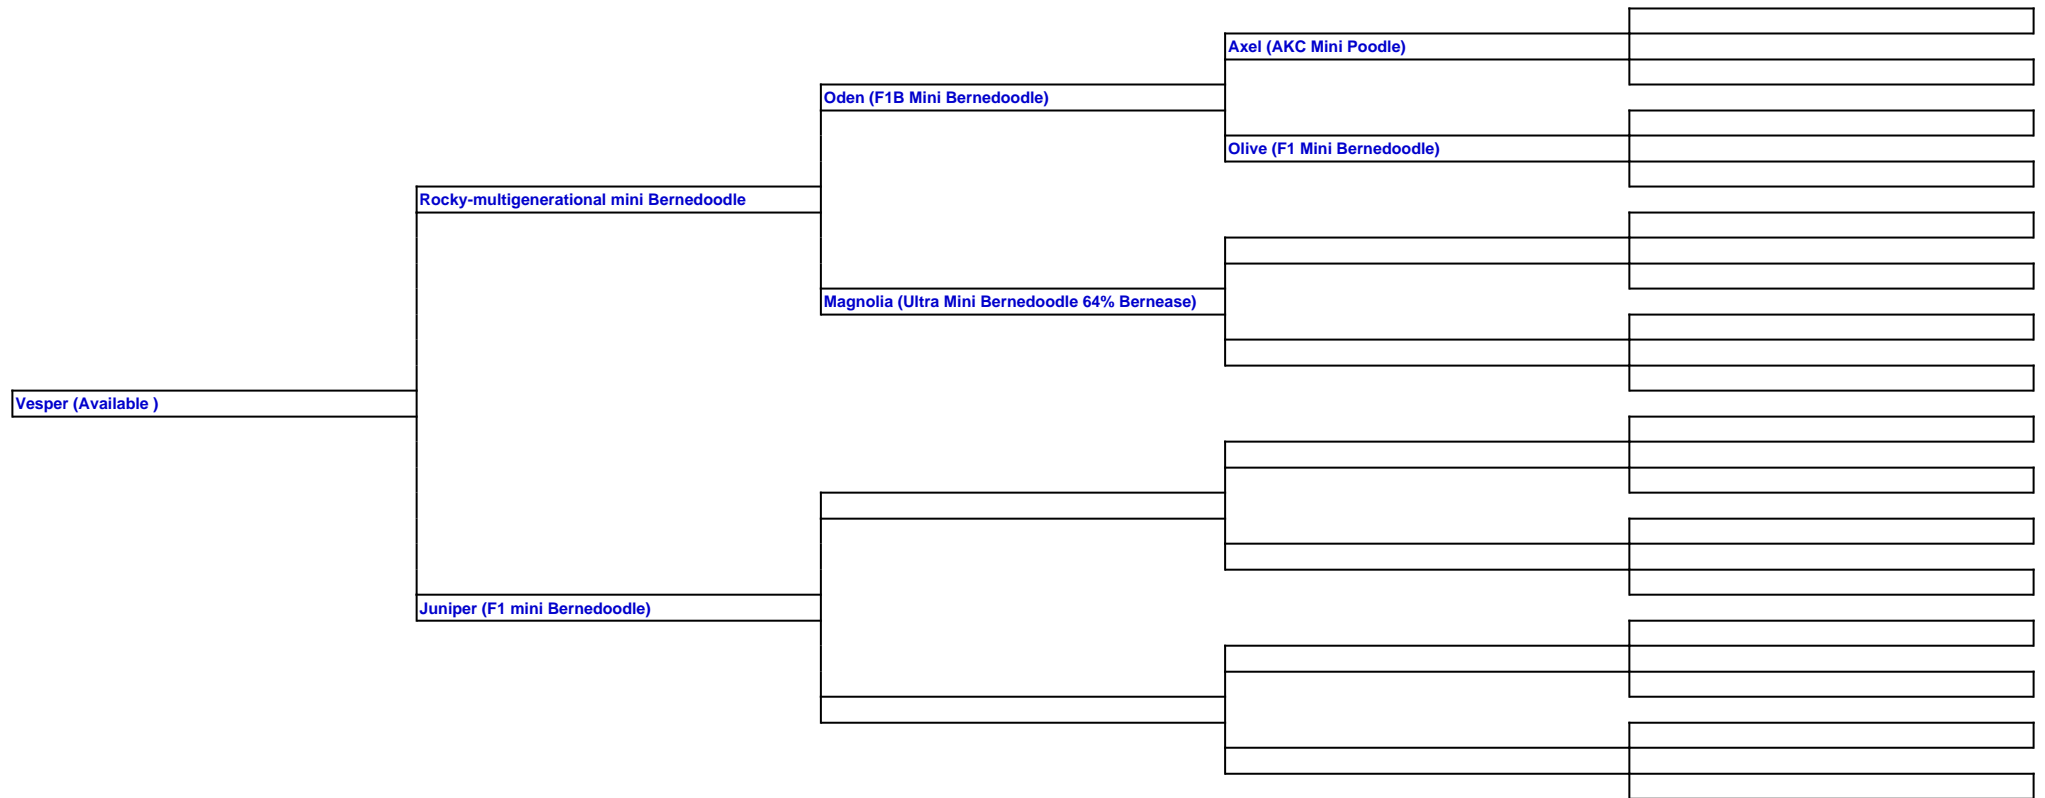 Axel (AKC Mini Poodle)
Oden (F1B Mini Bernedoodle)
Olive (F1 Mini Bernedoodle)
Rocky-multigenerational mini Bernedoodle
Magnolia (Ultra Mini Bernedoodle 64% Bernease)
Vesper (Available )
Juniper (F1 mini Bernedoodle)